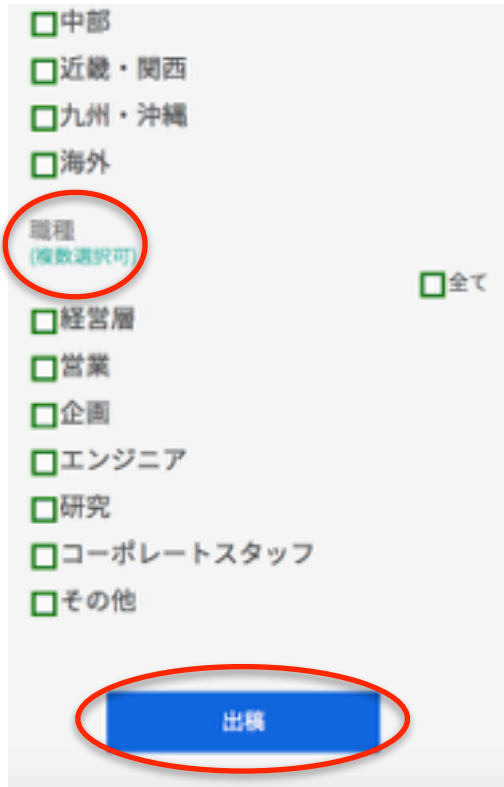 中部
近畿・関西
九州・沖縄
海外
職種
(複数選択可)
全て
経営層
営業
企画
エンジニア
研究
コーポレートスタッフ
その他
出稿